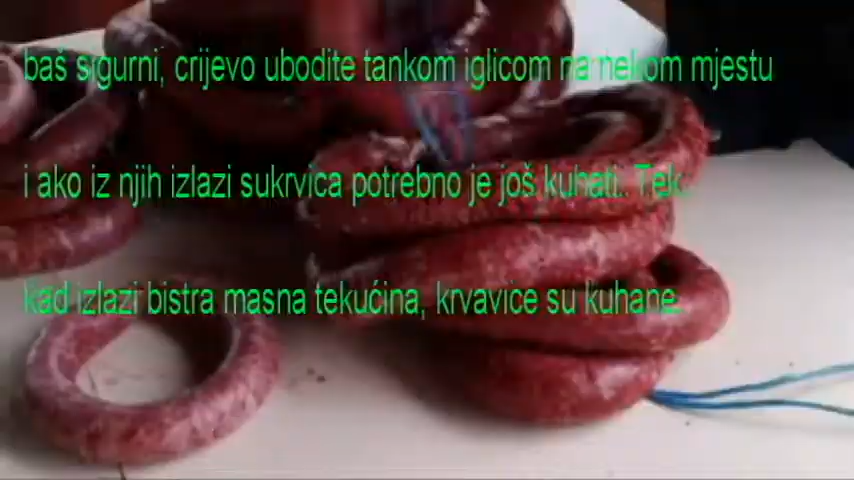 baš sigurni, crijevo ubodite tankom iglicom na nekom mjestu
i ako iz njih izlazi sukrvica potrebno je još kuhati. Tek
kad izlazi bistra masna tekućina, krvavice su kuhane.